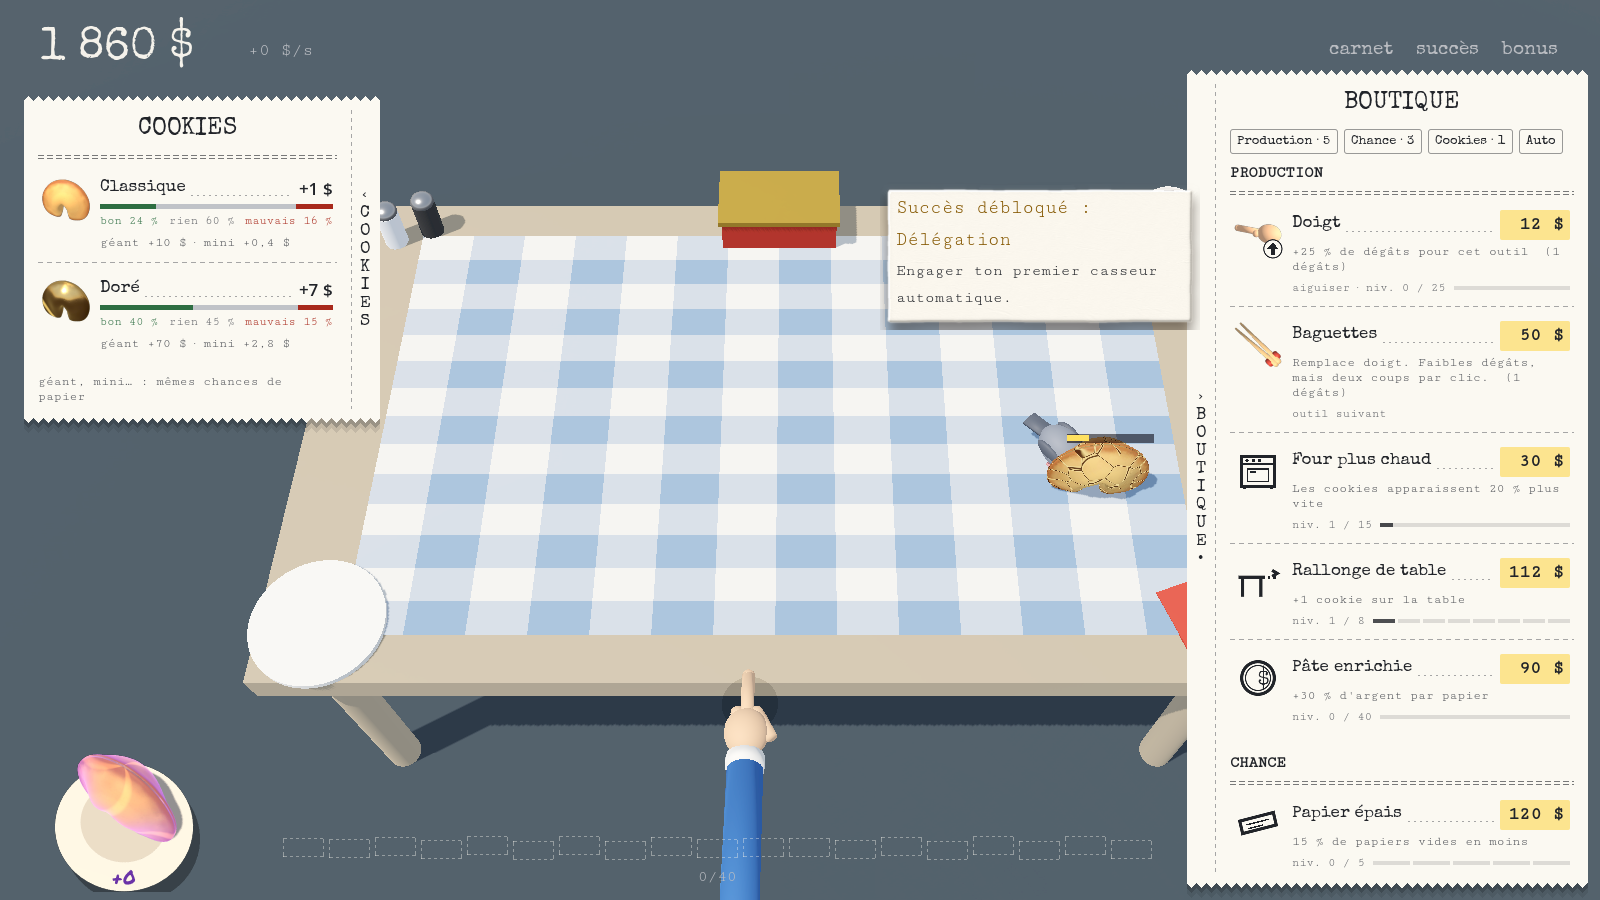 1 860 $
+0 $/s
carnet succès bonus
COOKIES
Classique +1 $
bon 24 % rien 60 % mauvais 16 %
géant +10 $ · mini +0,4 $
Doré +7 $
bon 40 % rien 45 % mauvais 15 %
géant +70 $ · mini +2,8 $
géant, mini… : mêmes chances de
papier
‹ COOKIES
Succès débloqué :
Délégation
Engager ton premier casseur
automatique.
› BOUTIQUE •
BOUTIQUE
Production · 5 Chance · 3 Cookies · 1 Auto
PRODUCTION
Doigt 12 $
+25 % de dégâts pour cet outil (1
dégâts)
aiguiser · niv. 0 / 25
Baguettes 50 $
Remplace doigt. Faibles dégâts,
mais deux coups par clic. (1
dégâts)
outil suivant
Four plus chaud 30 $
Les cookies apparaissent 20 % plus
vite
niv. 1 / 15
Rallonge de table 112 $
+1 cookie sur la table
niv. 1 / 8
Pâte enrichie 90 $
+30 % d'argent par papier
niv. 0 / 40
CHANCE
Papier épais 120 $
15 % de papiers vides en moins
niv. 0 / 5
+0
0/40